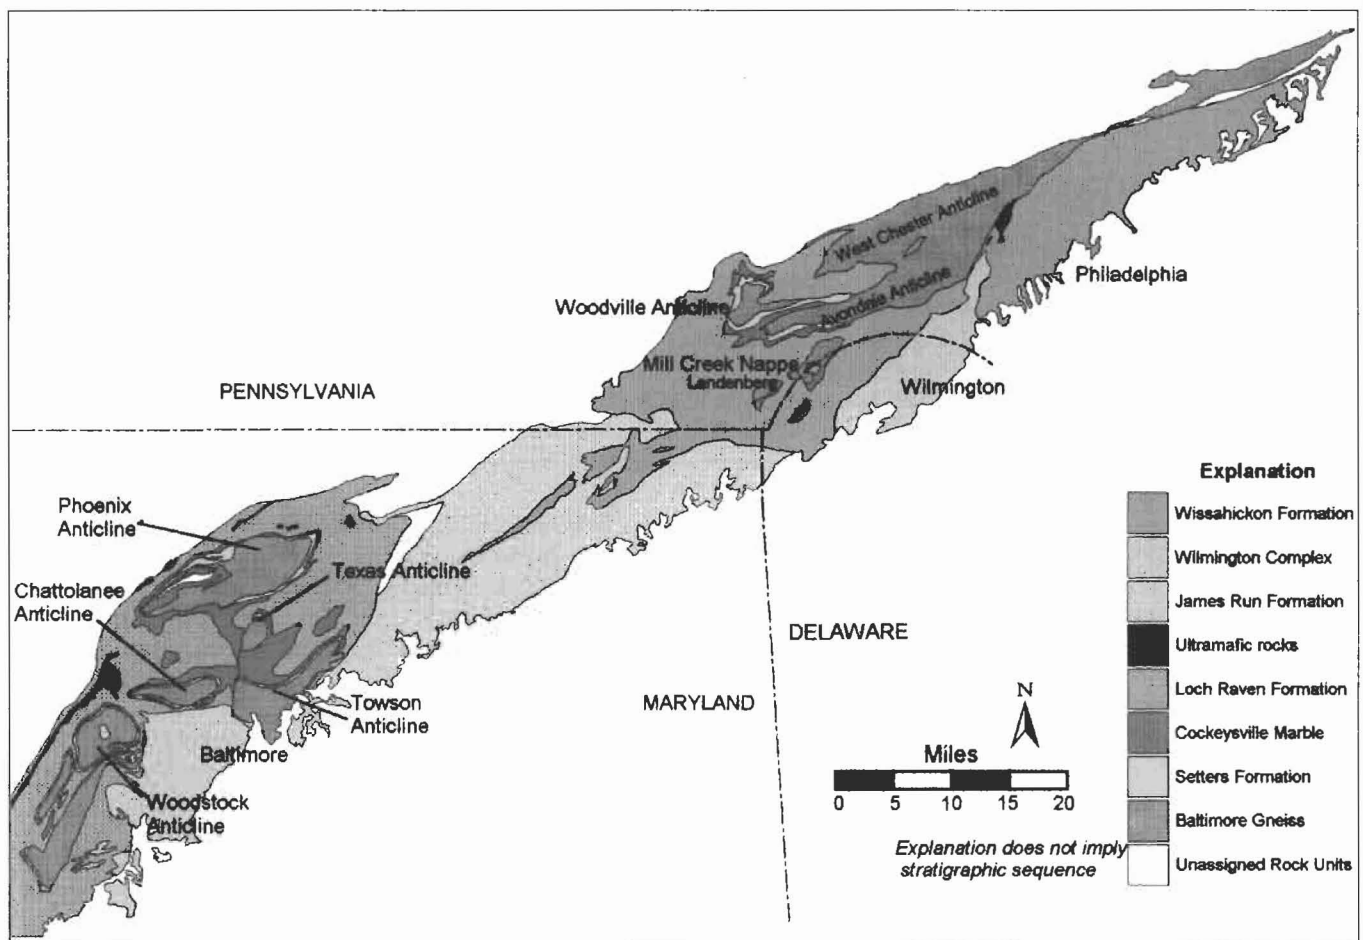 West Chester Anticline
Philadelphia
Woodville Anticline
Avondale Anticline
Mill Creek Nappe
Landenberg
Wilmington
PENNSYLVANIA
Explanation
Phoenix
Anticline
Wissahickon Formation
Texas Anticline
Wilmington Complex
Chattolanee
Anticline
James Run Formation
DELAWARE
Ultramafic rocks
Loch Raven Formation
MARYLAND
N
Towson
Anticline
Cockeysville Marble
Baltimore
Miles
Setters Formation
0 5 10 15 20
Woodstock
Anticline
Baltimore Gneiss
Explanation does not imply
stratigraphic sequence
Unassigned Rock Units